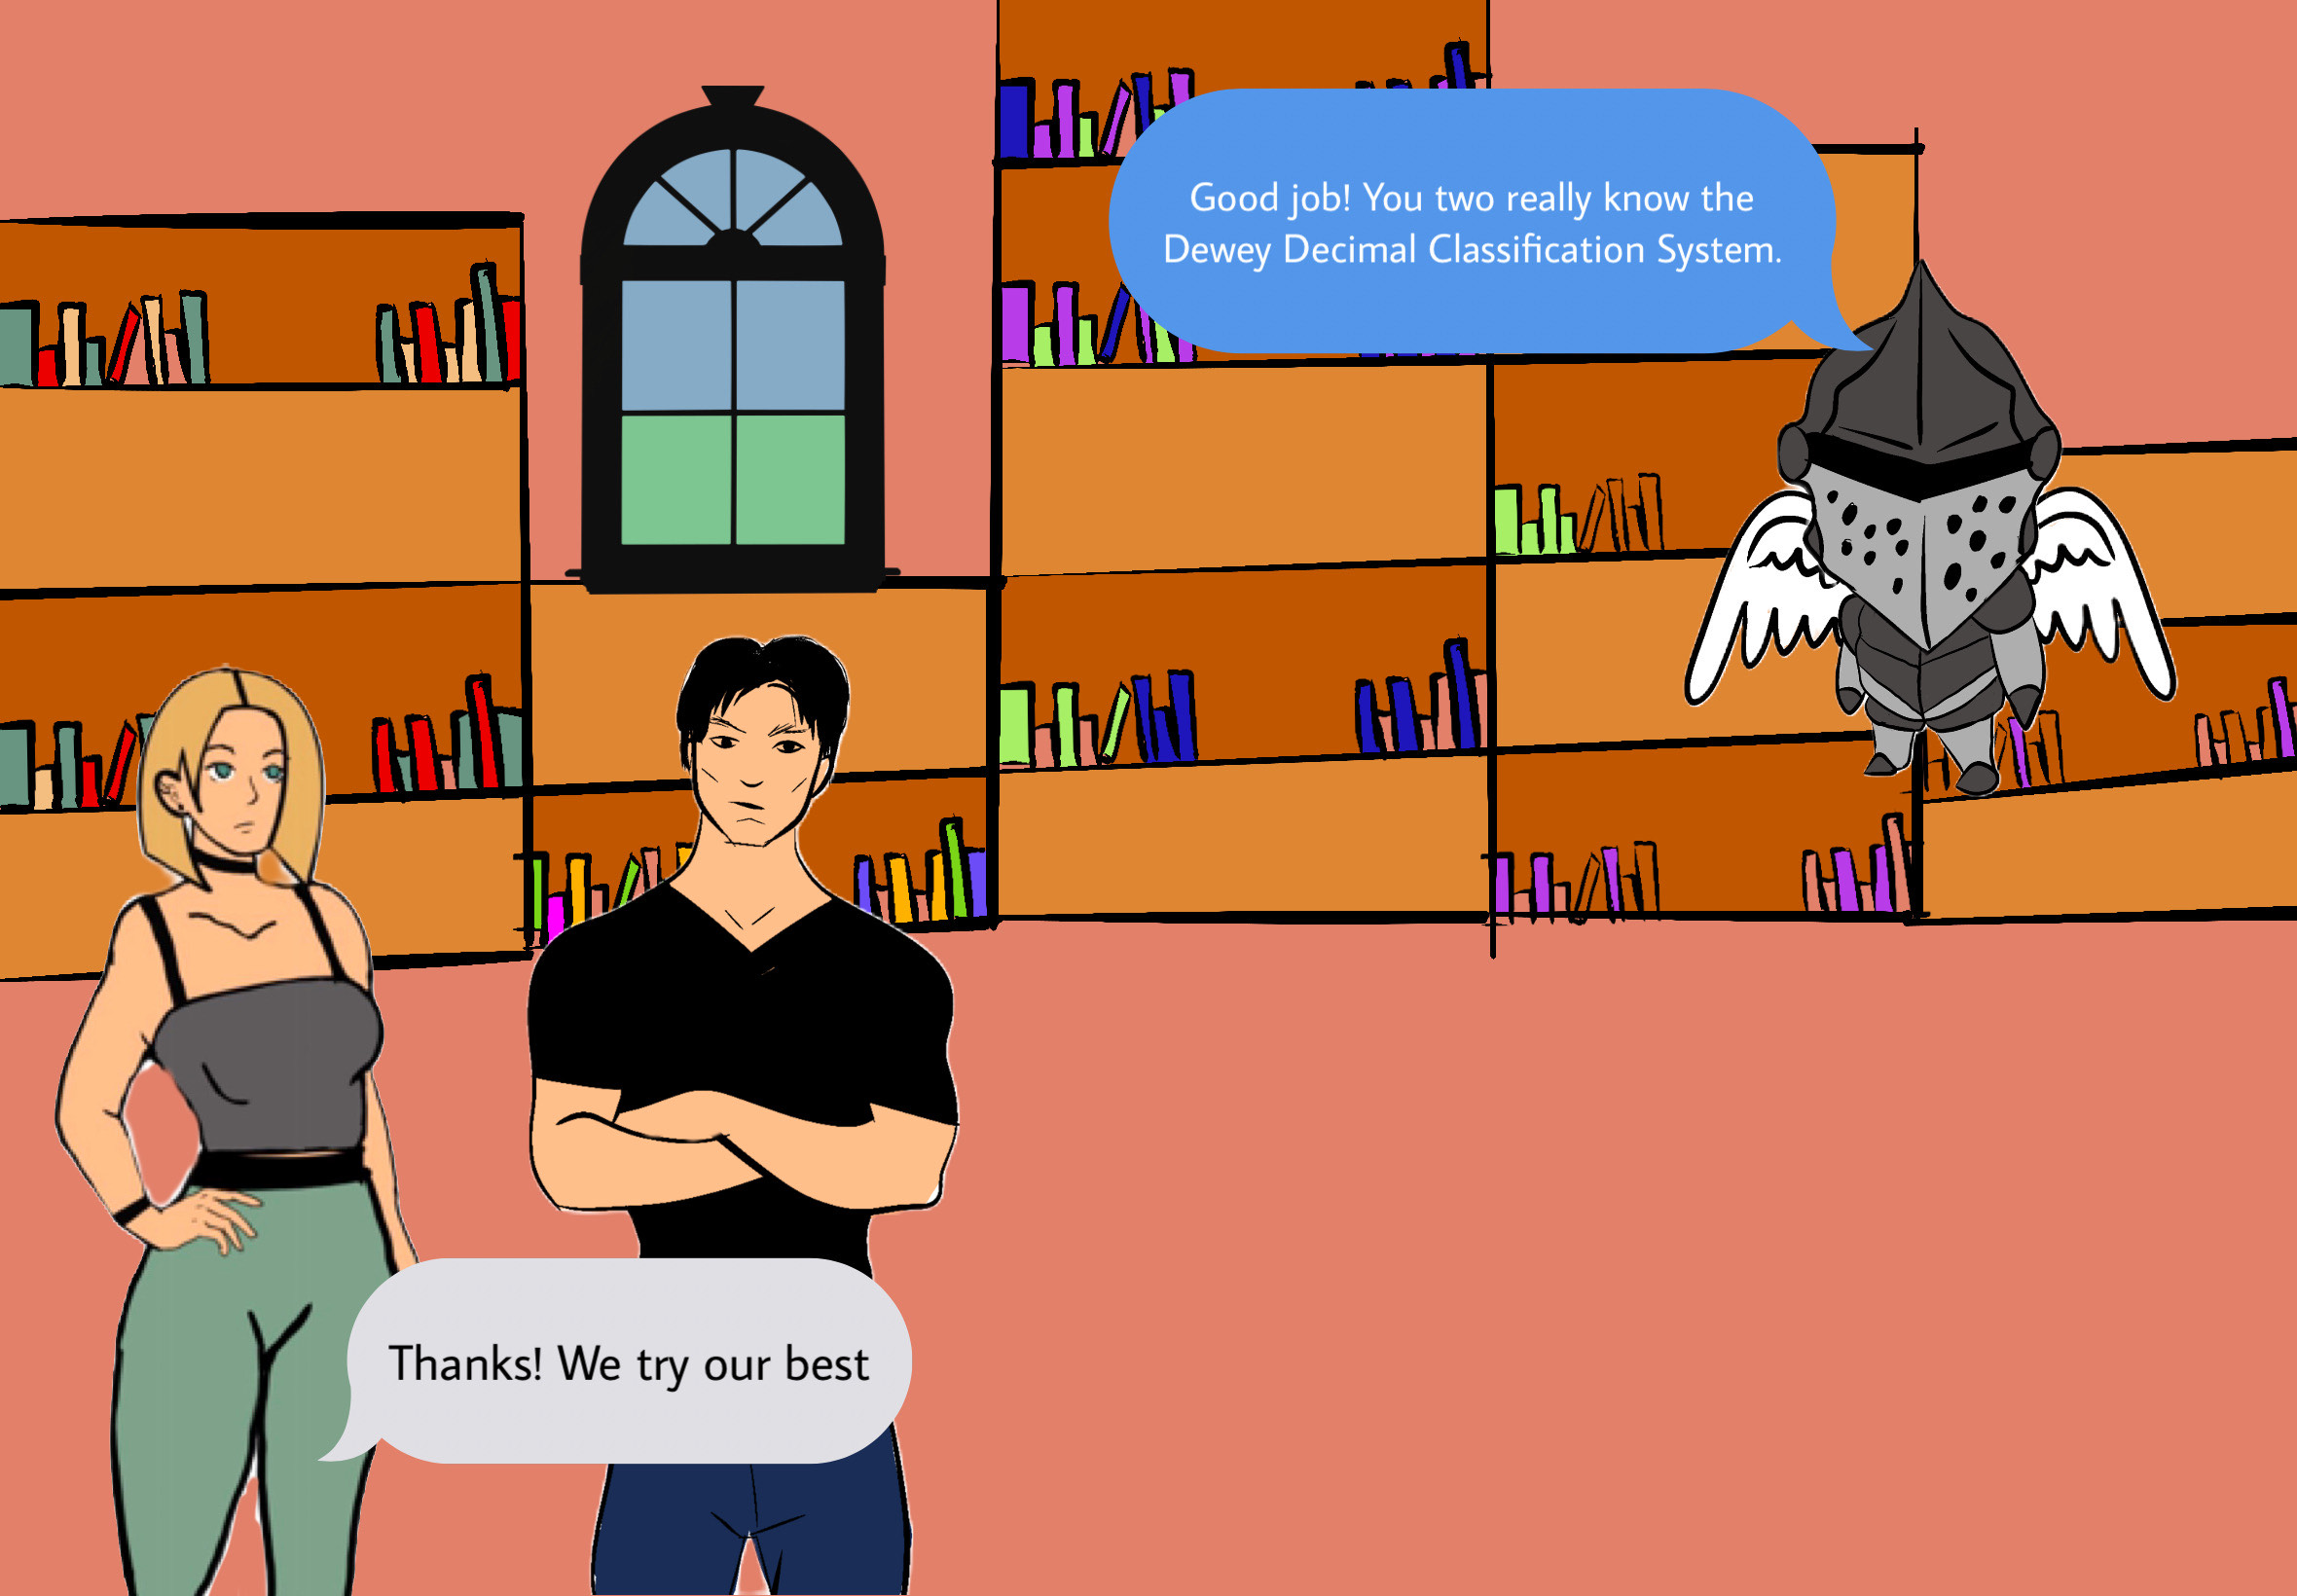 Good job! You two really know the
Dewey Decimal Classification System.
Thanks! We try our best